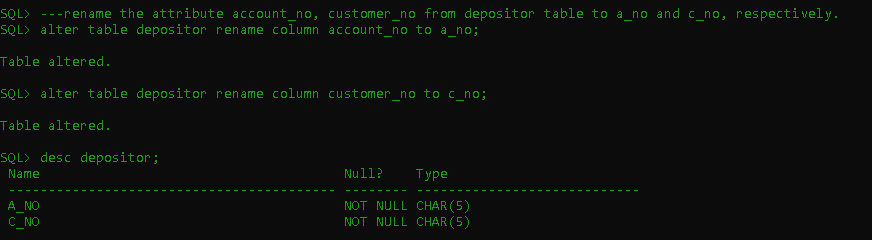 SQL> ---rename the attribute account_no, customer_no from depositor table to a_no and c_no, respectively.
SQL> alter table depositor rename column account_no to a_no;
Table altered.
SQL> alter table depositor rename column customer_no to c_no;
Table altered.
SQL> desc depositor;
 Name                                      Null?    Type
 ----------------------------------------- -------- ----------------------------
 A_NO                                      NOT NULL CHAR(5)
 C_NO                                      NOT NULL CHAR(5)